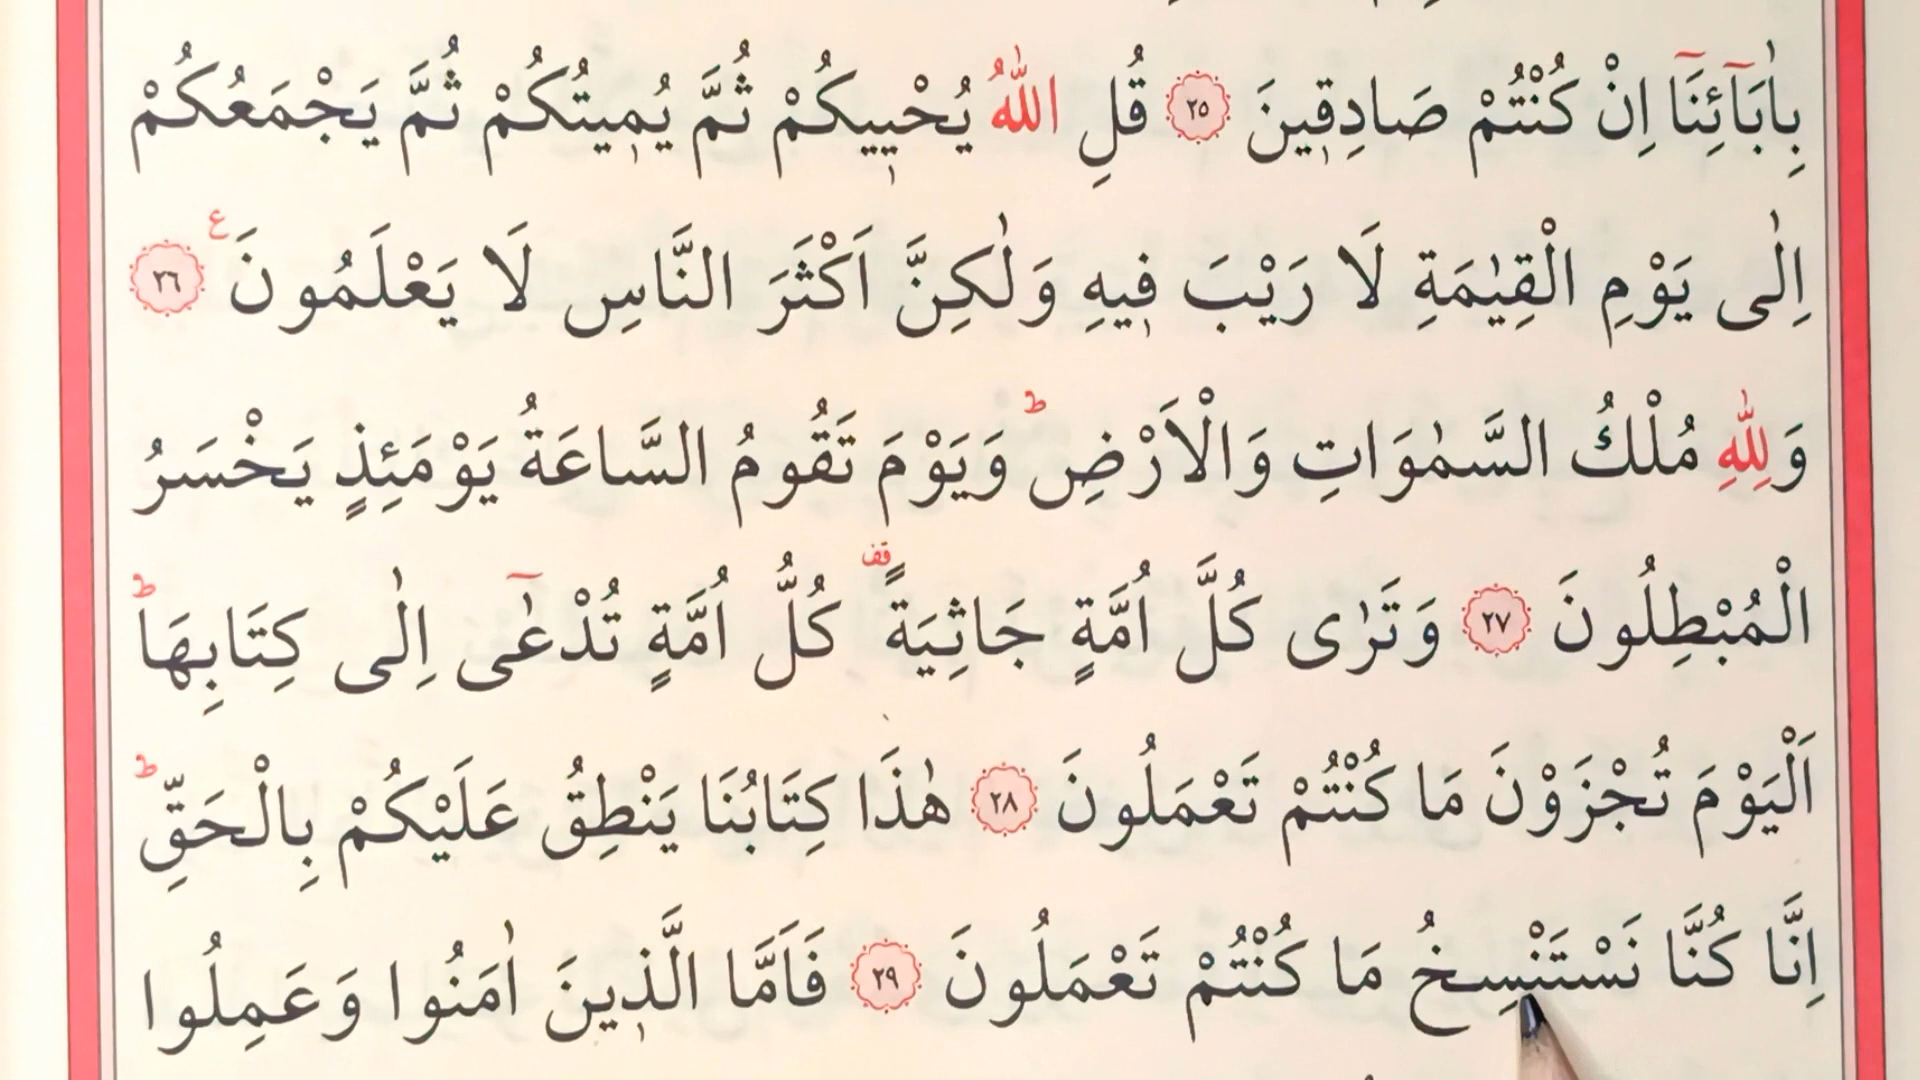 بِاٰبَٓائِنَٓا اِنْ كُنْتُمْ صَادِق۪ينَ ٢٥ قُلِ اللّٰهُ يُحْي۪يكُمْ ثُمَّ يُم۪يتُكُمْ ثُمَّ يَجْمَعُكُمْ
اِلٰى يَوْمِ الْقِيٰمَةِ لَا رَيْبَ ف۪يهِ وَلٰكِنَّ اَكْثَرَ النَّاسِ لَا يَعْلَمُونَ ع ٢٦
وَلِلّٰهِ مُلْكُ السَّمٰوَاتِ وَالْاَرْضِ ط وَيَوْمَ تَقُومُ السَّاعَةُ يَوْمَئِذٍ يَخْسَرُ
الْمُبْطِلُونَ ٢٧ وَتَرٰى كُلَّ اُمَّةٍ جَاثِيَةً قف كُلُّ اُمَّةٍ تُدْعٰٓى اِلٰى كِتَابِهَا ط
اَلْيَوْمَ تُجْزَوْنَ مَا كُنْتُمْ تَعْمَلُونَ ٢٨ هٰذَا كِتَابُنَا يَنْطِقُ عَلَيْكُمْ بِالْحَقِّ ط
اِنَّا كُنَّا نَسْتَنْسِخُ مَا كُنْتُمْ تَعْمَلُونَ ٢٩ فَاَمَّا الَّذ۪ينَ اٰمَنُوا وَعَمِلُوا